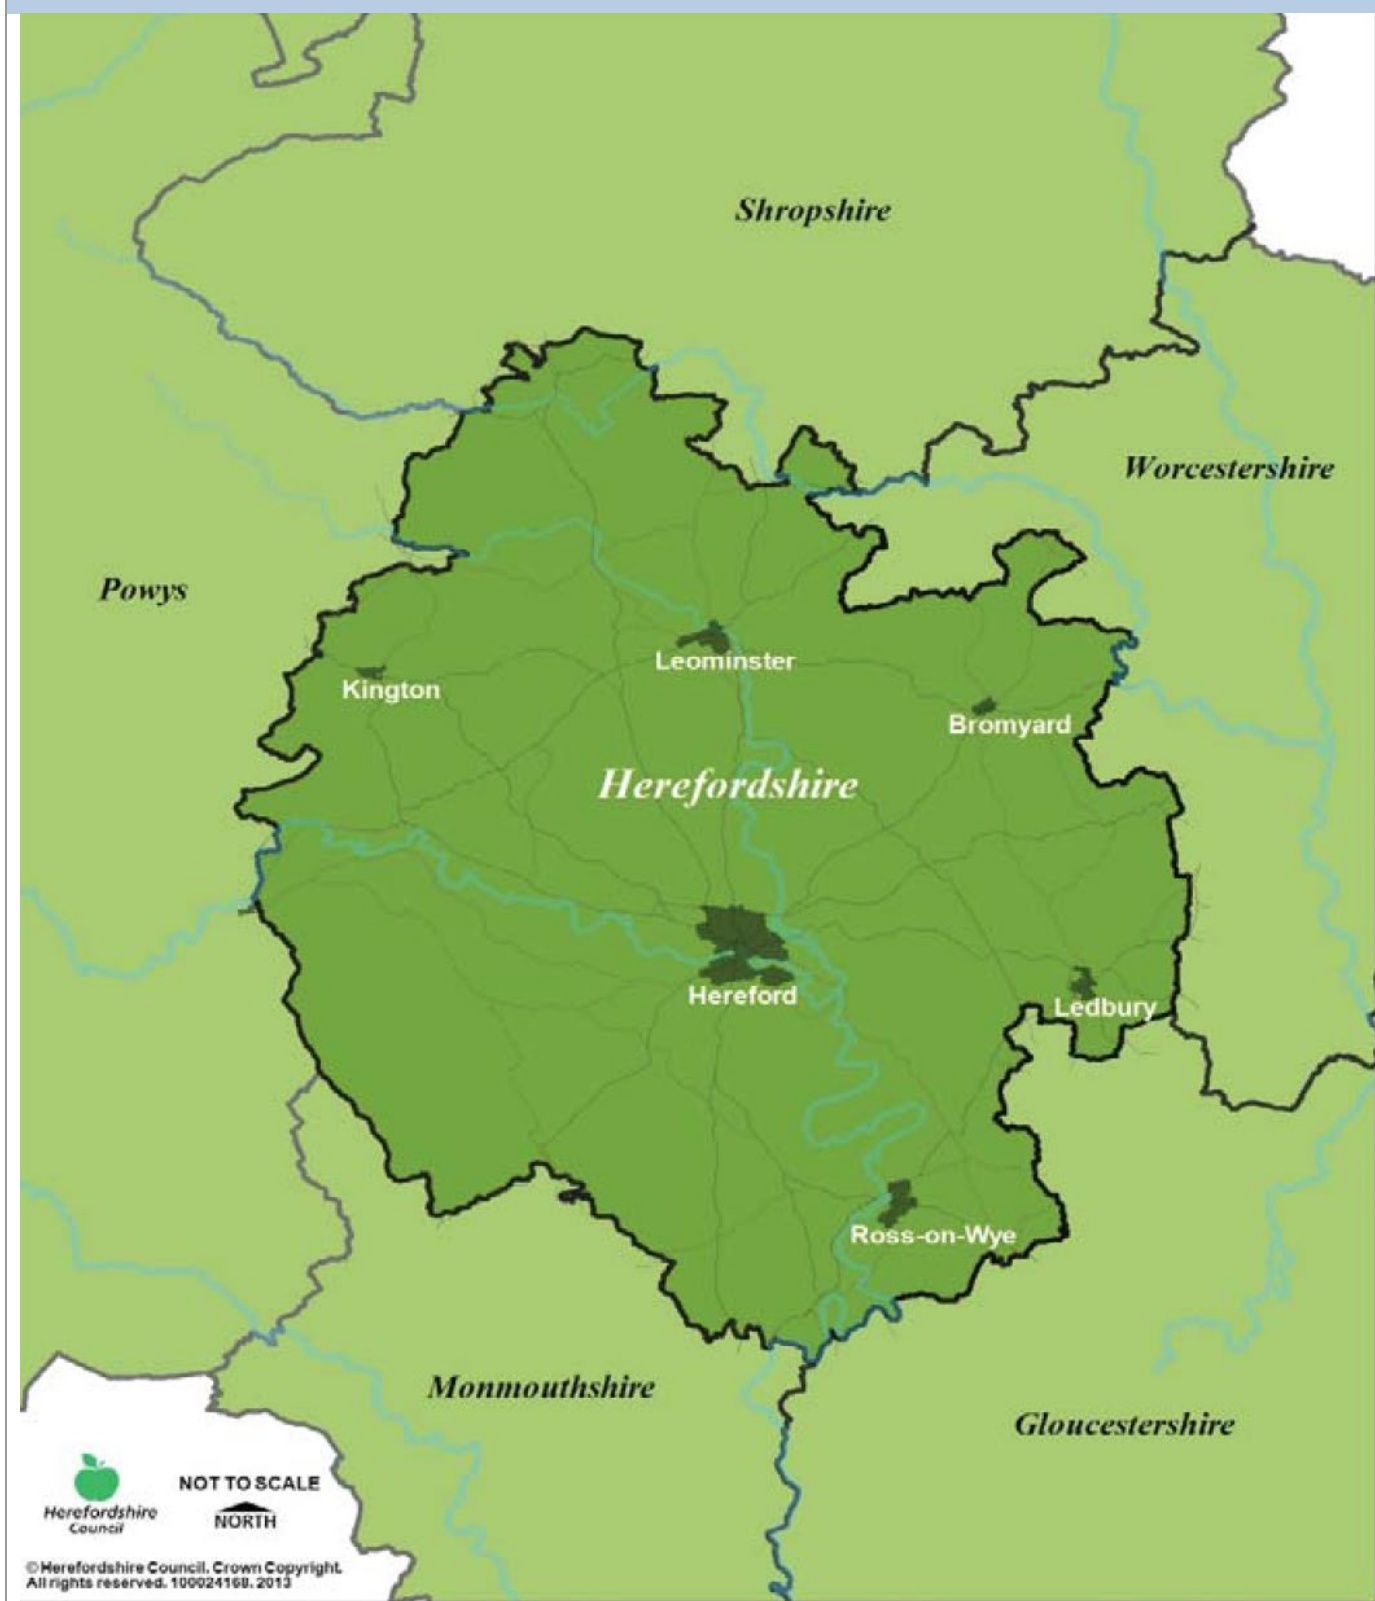 Shropshire
Worcestershire
Powys
Leominster
Kington
Bromyard
Herefordshire
Hereford
Ledbury
Ross-on-Wye
Monmouthshire
Gloucestershire
Herefordshire
Council
NOT TO SCALE
NORTH
© Herefordshire Council. Crown Copyright.
All rights reserved. 100024168. 2013